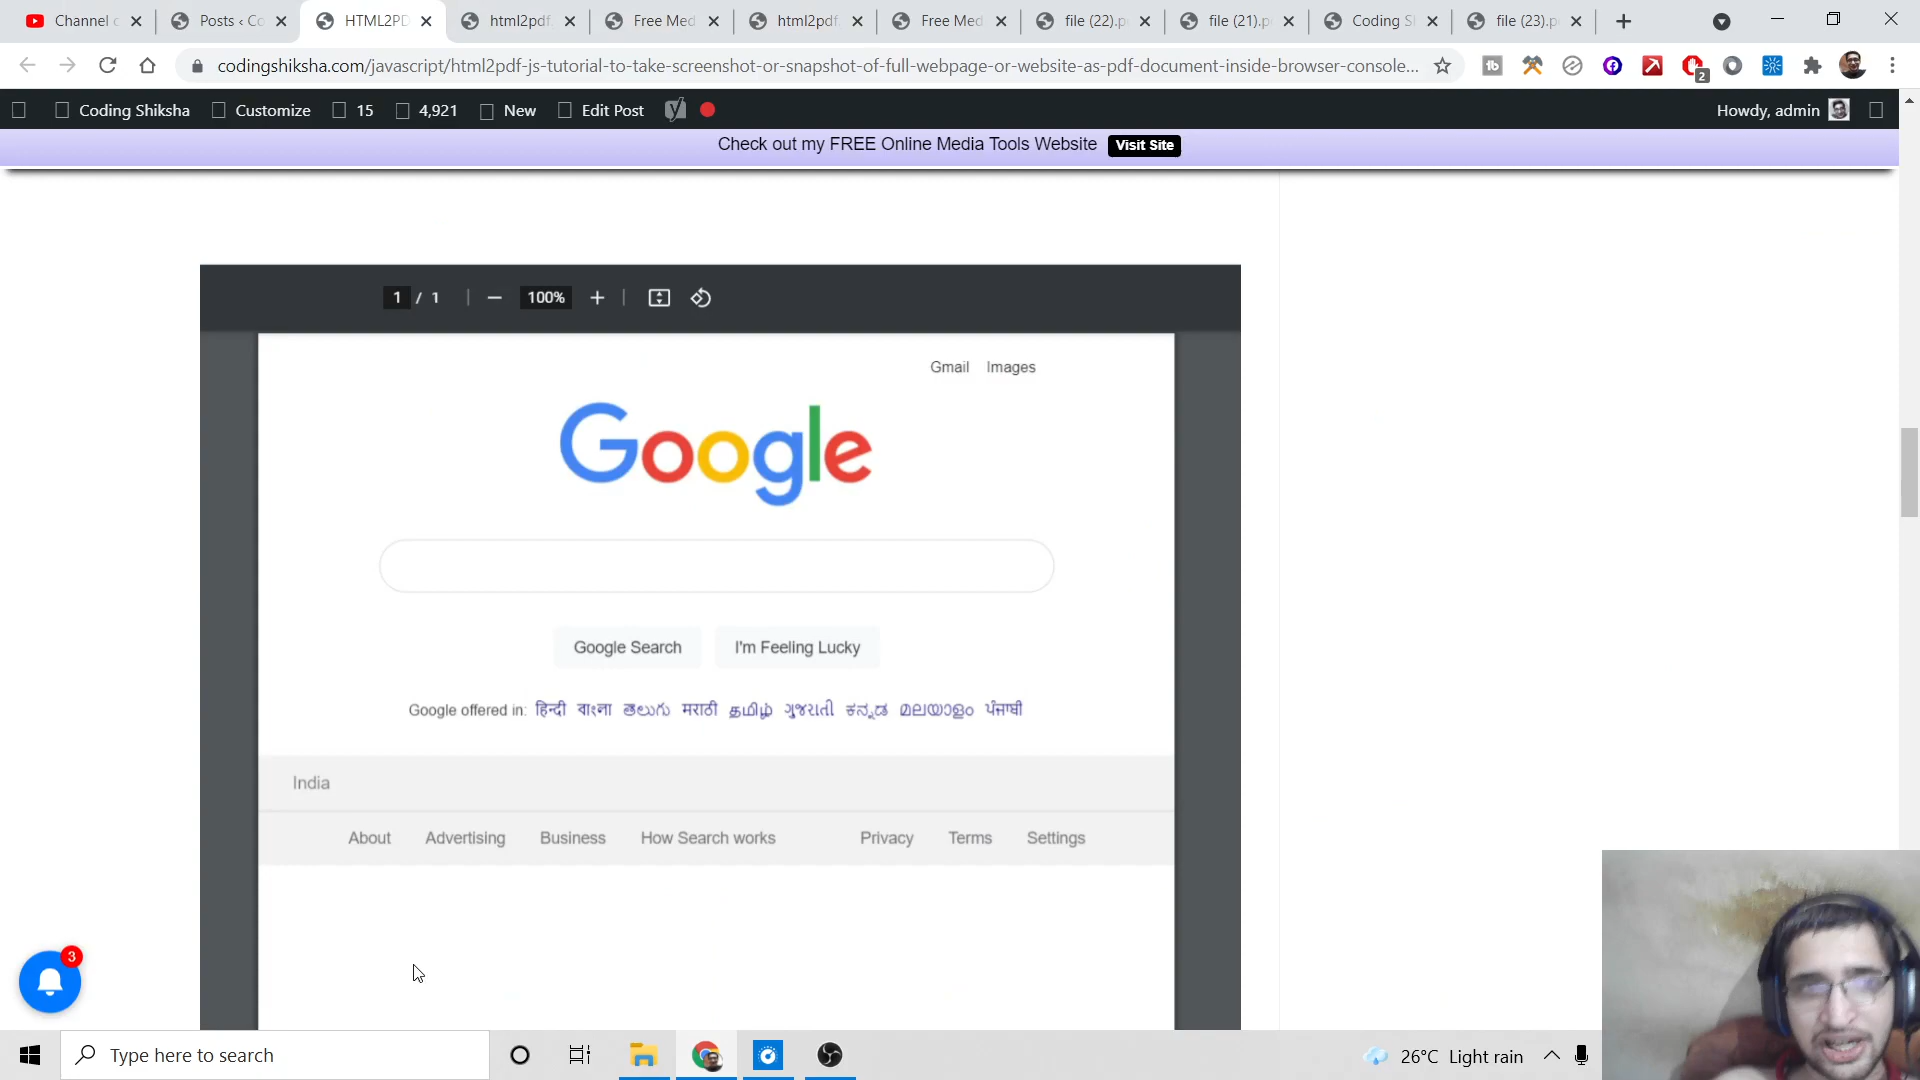 Channel c
Posts ‹ Co
HTML2PD
html2pdf.
Free Med
html2pdf.
Free Med
file (22).p
file (21).p
Coding S
file (23).p
codingshiksha.com/javascript/html2pdf-js-tutorial-to-take-screenshot-or-snapshot-of-full-webpage-or-website-as-pdf-document-inside-browser-console...
2
Coding Shiksha Customize 15 4,921 New Edit Post Howdy, admin
Check out my FREE Online Media Tools Website Visit Site
1 / 1 100%
Gmail Images
Google
Google Search I'm Feeling Lucky
Google offered in: हिन्दी বাংলা తెలుగు मराठी தமிழ் ગુજરાતી ಕನ್ನಡ മലയാളം ਪੰਜਾਬੀ
India
About Advertising Business How Search works Privacy Terms Settings
3
Type here to search 26°C Light rain